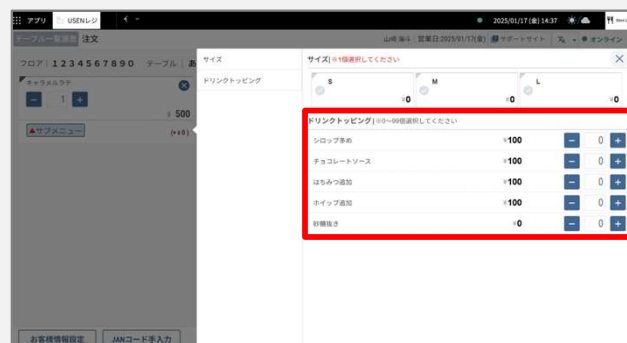 アプリ USENレジ
2025/01/17(金) 14:37
テーブル一覧画面 注文
営業日:2025/01/17(金) サポートサイト オンライン
フロア | 1234567890 テーブル | あ
キャラメルラテ
− 1 +
¥ 500
▲サブメニュー (+¥0)
お客様情報設定 JANコード手入力
サイズ
ドリンクトッピング
サイズ| ※1個選択してください
S M L
¥0 ¥0 ¥0
ドリンクトッピング| ※0〜99個選択してください
シロップ多め ¥100 − 0 +
チョコレートソース ¥100 − 0 +
はちみつ追加 ¥100 − 0 +
ホイップ追加 ¥100 − 0 +
砂糖抜き ¥0 − 0 +